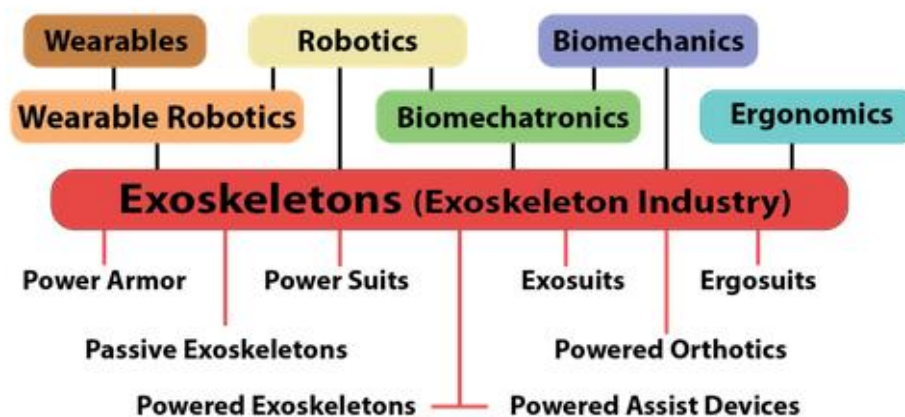 Wearables
Robotics
Biomechanics
Wearable Robotics
Biomechatronics
Ergonomics
Exoskeletons (Exoskeleton Industry)
Power Armor
Power Suits
Exosuits
Ergosuits
Passive Exoskeletons
Powered Orthotics
Powered Exoskeletons
Powered Assist Devices